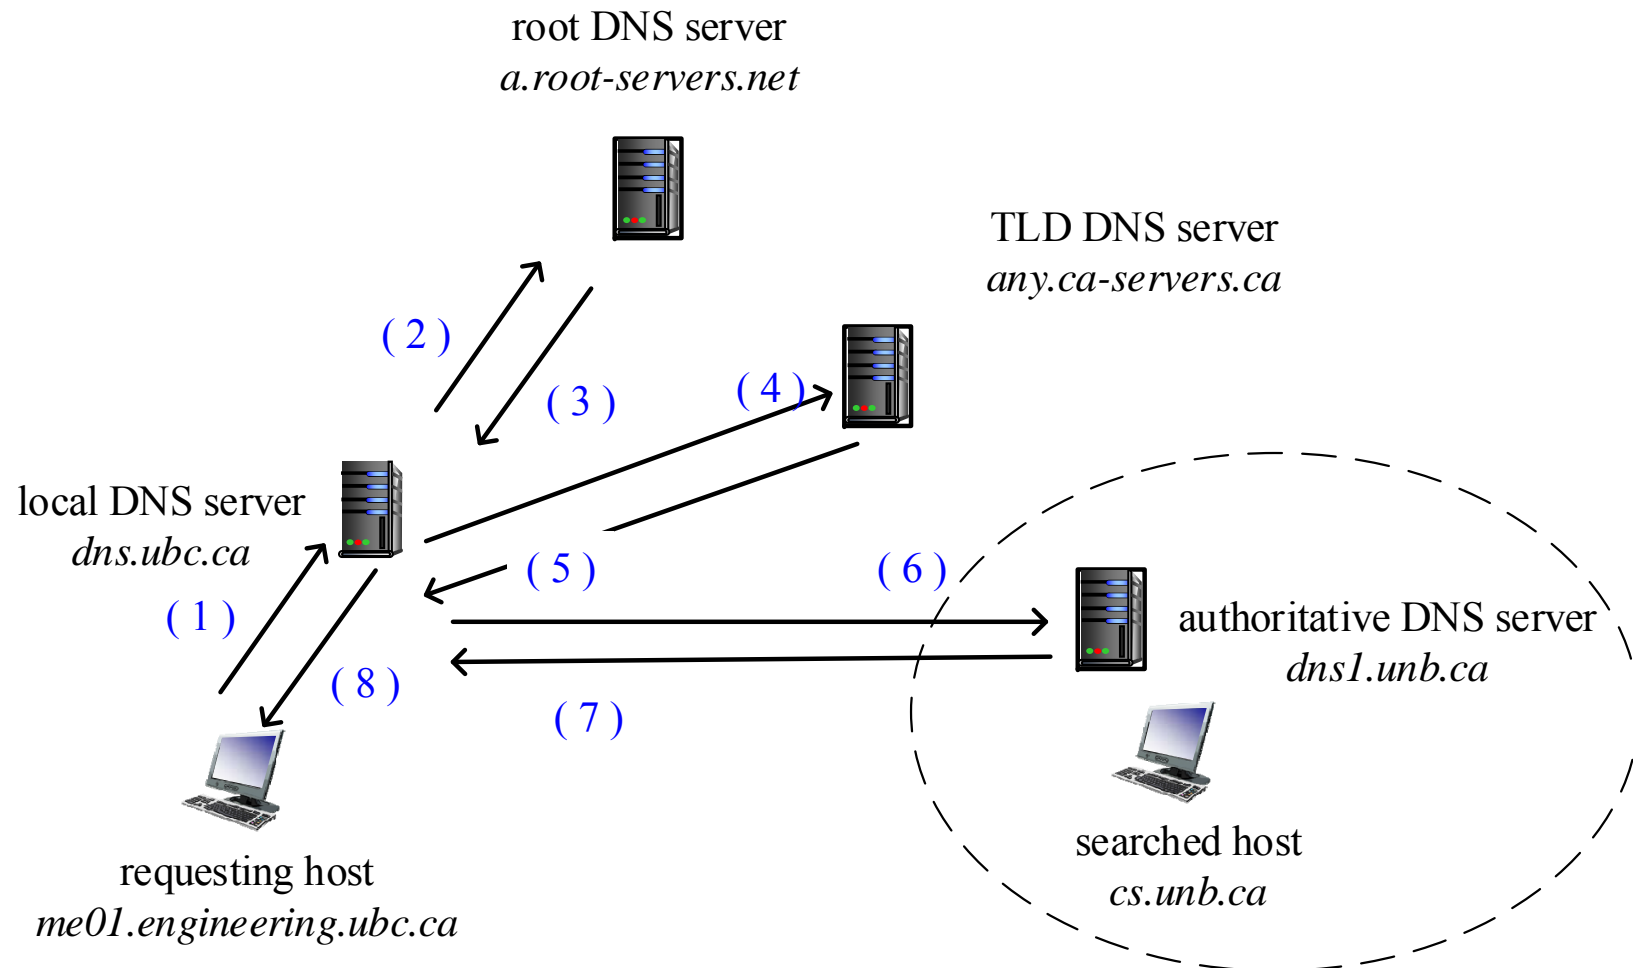 root DNS server
a.root-servers.net
TLD DNS server
any.ca-servers.ca
( 2 )
( 3 )
( 4 )
local DNS server
dns.ubc.ca
( 5 )
( 6 )
( 1 )
authoritative DNS server
dns1.unb.ca
( 8 )
( 7 )
searched host
cs.unb.ca
requesting host
me01.engineering.ubc.ca